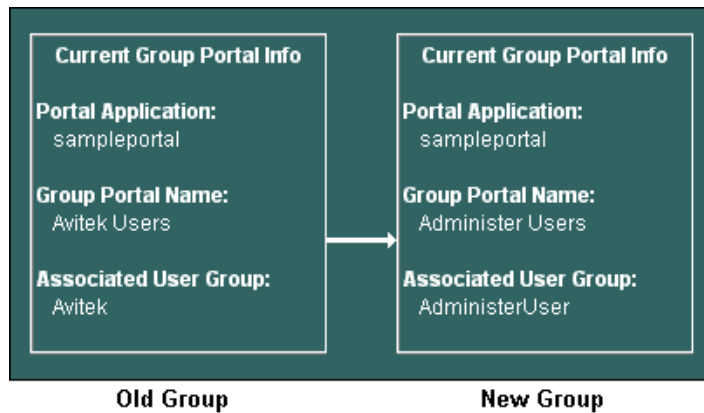 Current Group Portal Info
Portal Application:
sampleportal
Group Portal Name:
Avitek Users
Associated User Group:
Avitek
Old Group
Current Group Portal Info
Portal Application:
sampleportal
Group Portal Name:
Administer Users
Associated User Group:
AdministerUser
New Group